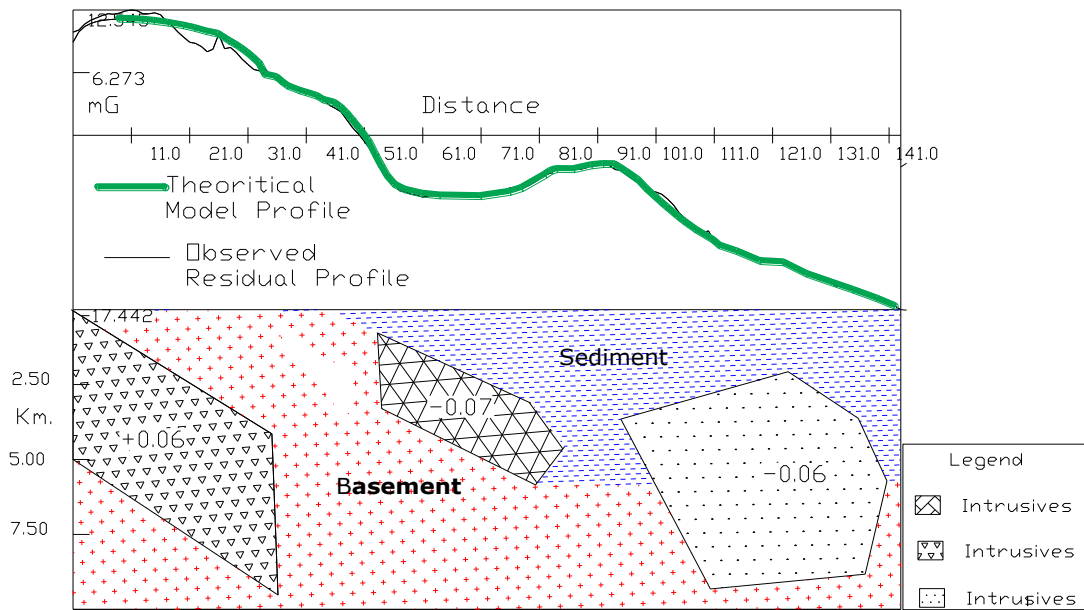 12.545
6.273
mG
Distance
11.0 21.0 31.0 41.0 51.0 61.0 71.0 81.0 91.0 101.0 111.0 121.0 131.0 141.0
Theoritical
Model Profile
Observed
Residual Profile
-17.442
Sediment
2.50
-0.07
Km.
+0.06
5.00
-0.06
Basement
7.50
Legend
Intrusives
Intrusives
Intrusives